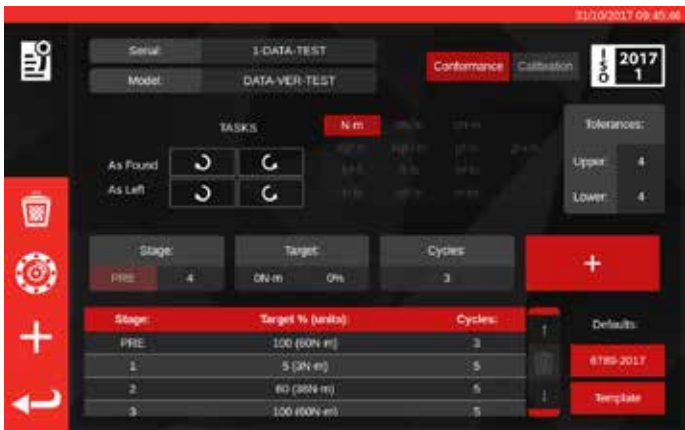 31/10/2017 09:45:46
Serial: 1-DATA-TEST
Model: DATA-VER-TEST
Conformance Calibration
ISO 2017 1
TASKS
N·m
As Found
As Left
Tolerances:
Upper: 4
Lower: 4
Stage: Target: Cycles:
PRE 4 0N·m 0% 3
+
Stage: Target % (units): Cycles:
PRE 100 (60N·m) 3
1 5 (3N·m) 5
2 60 (36N·m) 5
3 100 (60N·m) 5
Defaults:
6789-2017
Template